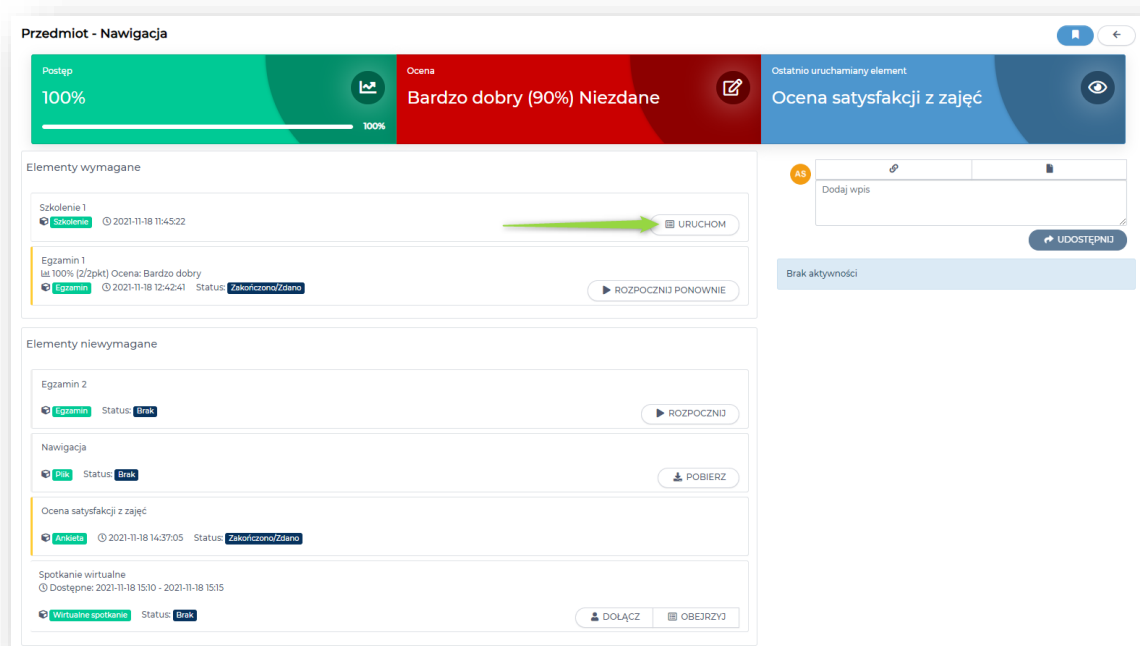 Przedmiot - Nawigacja
Postęp
100%
100%
Ocena
Bardzo dobry (90%) Niezdane
Ostatnio uruchamiany element
Ocena satysfakcji z zajęć
Elementy wymagane
Szkolenie 1
Szkolenie 2021-11-18 11:45:22
URUCHOM
Egzamin 1
100% (2/2pkt) Ocena: Bardzo dobry
Egzamin 2021-11-18 12:42:41 Status: Zakończono/Zdano
ROZPOCZNIJ PONOWNIE
Elementy niewymagane
Egzamin 2
Egzamin Status: Brak
ROZPOCZNIJ
Nawigacja
Plik Status: Brak
POBIERZ
Ocena satysfakcji z zajęć
Ankieta 2021-11-18 14:37:05 Status: Zakończono/Zdano
Spotkanie wirtualne
Dostępne: 2021-11-18 15:10 - 2021-11-18 15:15
Wirtualne spotkanie Status: Brak
DOŁĄCZ OBEJRZYJ
AS
Dodaj wpis
UDOSTĘPNIJ
Brak aktywności